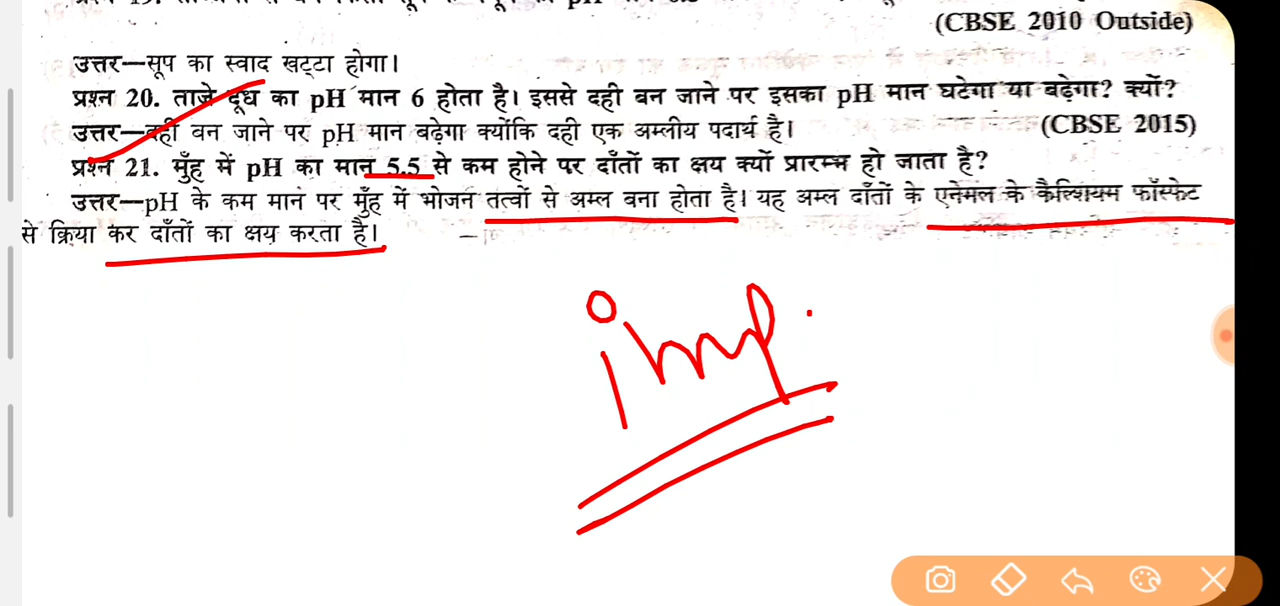 (CBSE 2010 Outside)
उत्तर—सूप का स्वाद खट्टा होगा।
प्रश्न 20. ताजे दूध का pH मान 6 होता है। इससे दही बन जाने पर इसका pH मान घटेगा या बढ़ेगा? क्यों?
उत्तर—दही बन जाने पर pH मान बढ़ेगा क्योंकि दही एक अम्लीय पदार्थ है। (CBSE 2015)
प्रश्न 21. मुँह में pH का मान 5.5 से कम होने पर दाँतों का क्षय क्यों प्रारम्भ हो जाता है?
उत्तर—pH के कम मान पर मुँह में भोजन तत्वों से अम्ल बना होता है। यह अम्ल दाँतों के एनेमल के कैल्शियम फॉस्फेट
से क्रिया कर दाँतों का क्षय करता है।
imp.